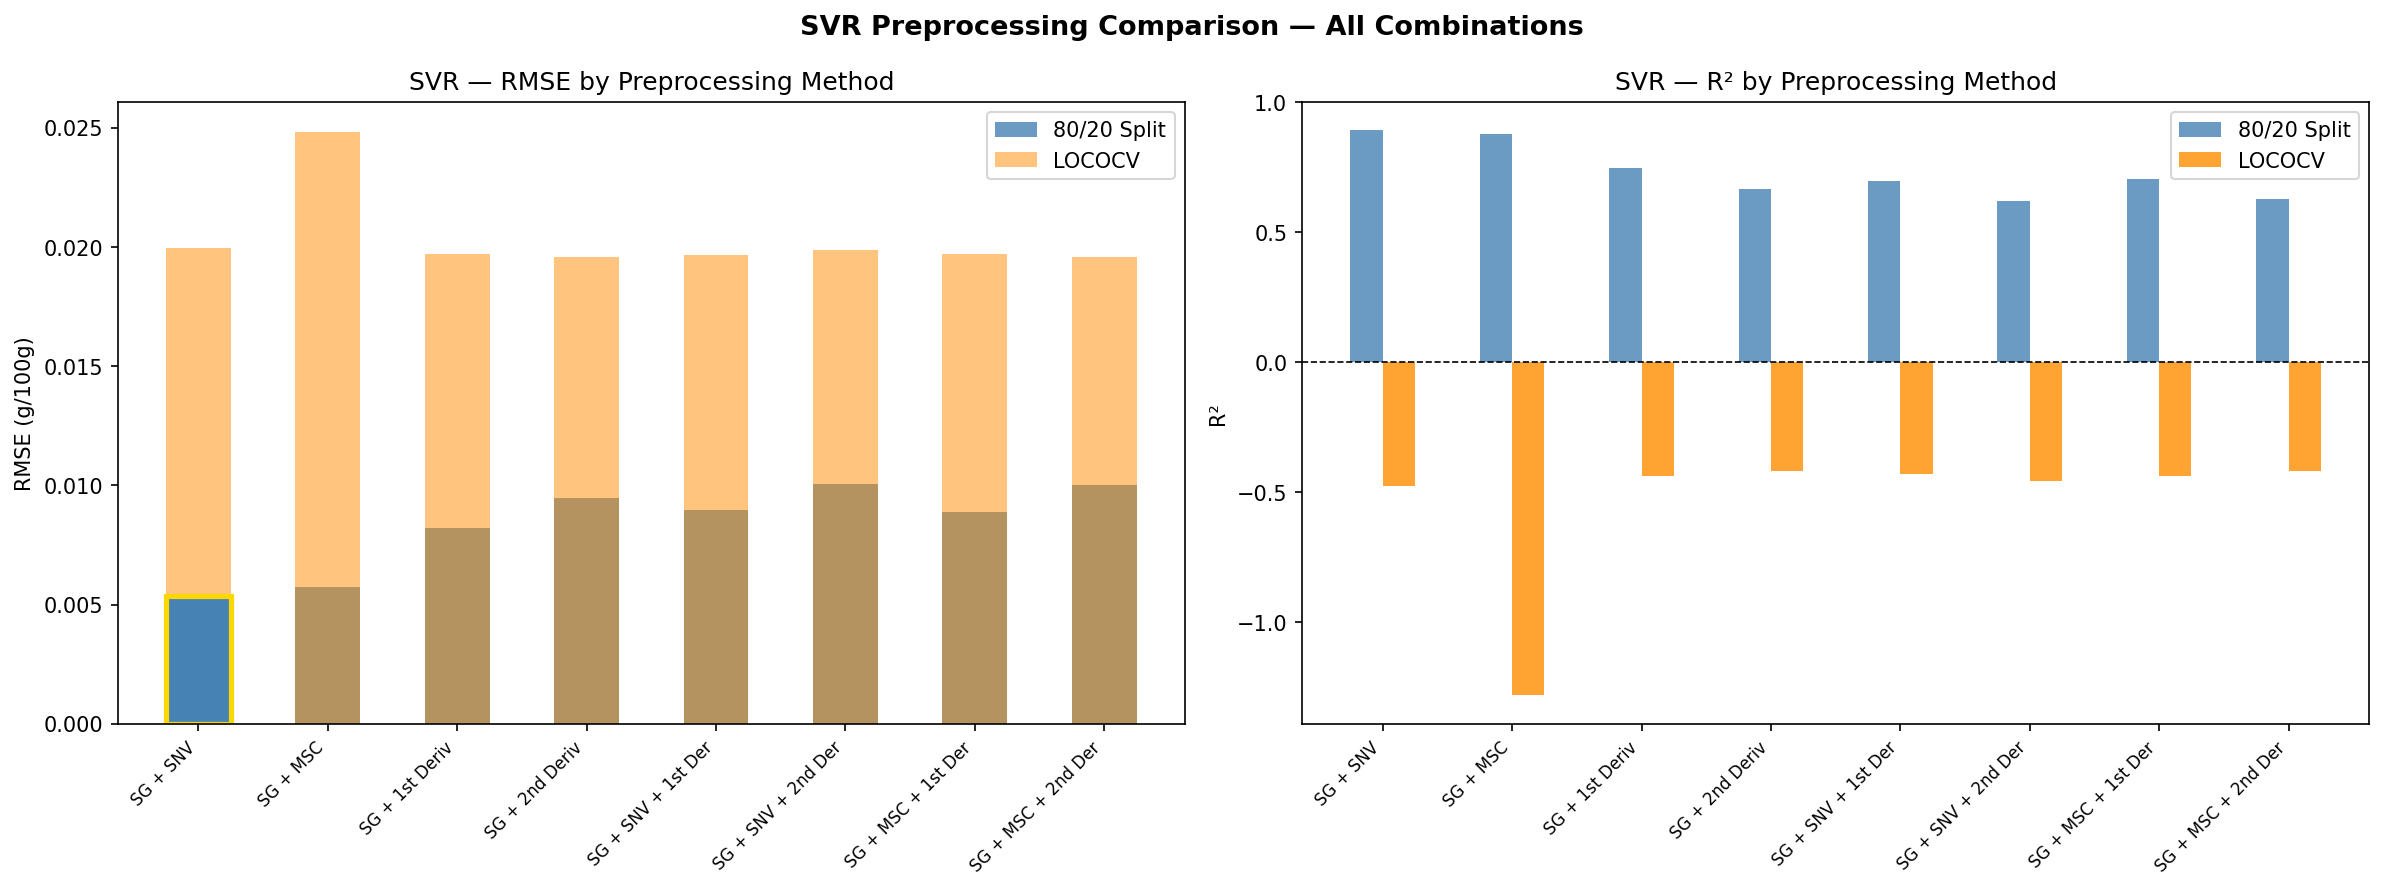 SVR Preprocessing Comparison — All Combinations
SVR — RMSE by Preprocessing Method
RMSE (g/100g)
0.025
0.020
0.015
0.010
0.005
0.000
80/20 Split
LOCOCV
SG + SNV
SG + MSC
SG + 1st Deriv
SG + 2nd Deriv
SG + SNV + 1st Der
SG + SNV + 2nd Der
SG + MSC + 1st Der
SG + MSC + 2nd Der
SVR — R² by Preprocessing Method
R²
1.0
0.5
0.0
−0.5
−1.0
80/20 Split
LOCOCV
SG + SNV
SG + MSC
SG + 1st Deriv
SG + 2nd Deriv
SG + SNV + 1st Der
SG + SNV + 2nd Der
SG + MSC + 1st Der
SG + MSC + 2nd Der